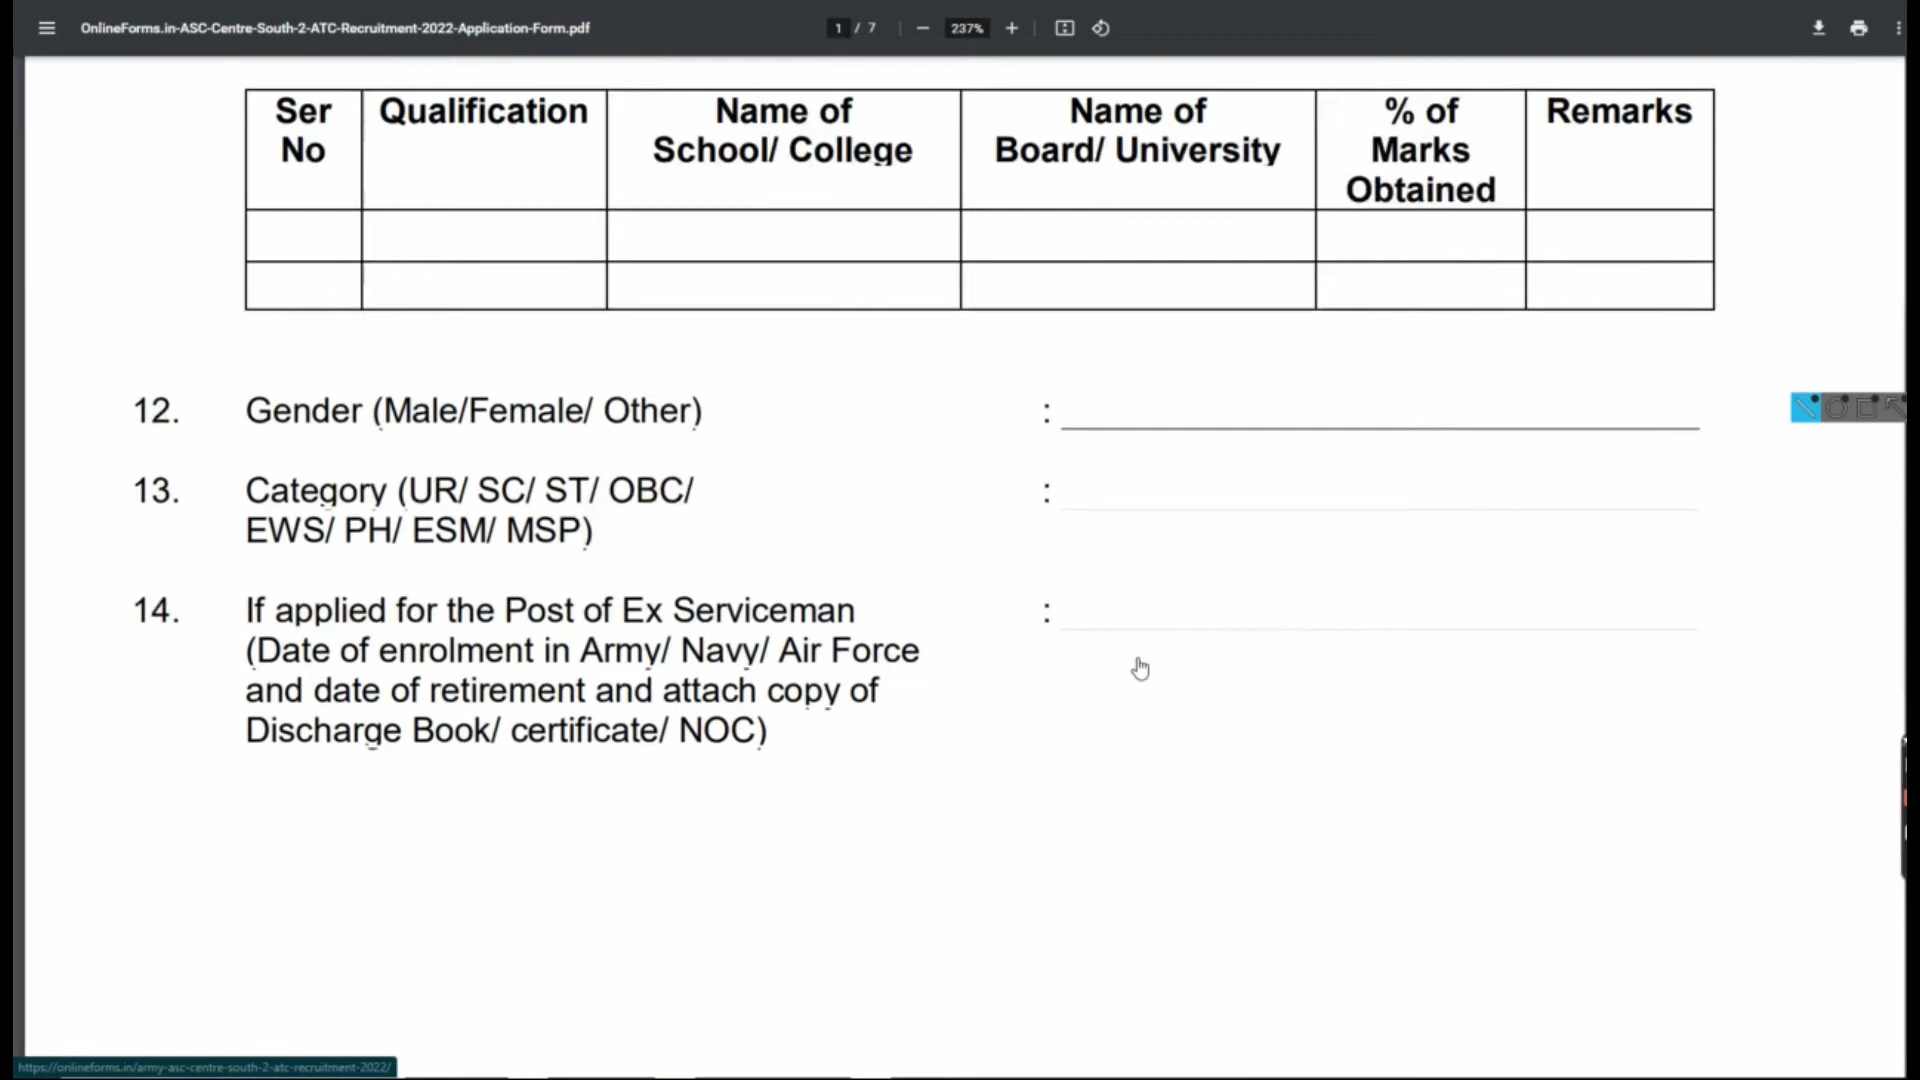 OnlineForms.in-ASC-Centre-South-2-ATC-Recruitment-2022-Application-Form.pdf
1 / 7
237%
Ser No
Qualification
Name of School/ College
Name of Board/ University
% of Marks Obtained
Remarks
12. Gender (Male/Female/ Other) :
13. Category (UR/ SC/ ST/ OBC/ :
EWS/ PH/ ESM/ MSP)
14. If applied for the Post of Ex Serviceman :
(Date of enrolment in Army/ Navy/ Air Force
and date of retirement and attach copy of
Discharge Book/ certificate/ NOC)
https://onlineforms.in/army-asc-centre-south-2-atc-recruitment-2022/